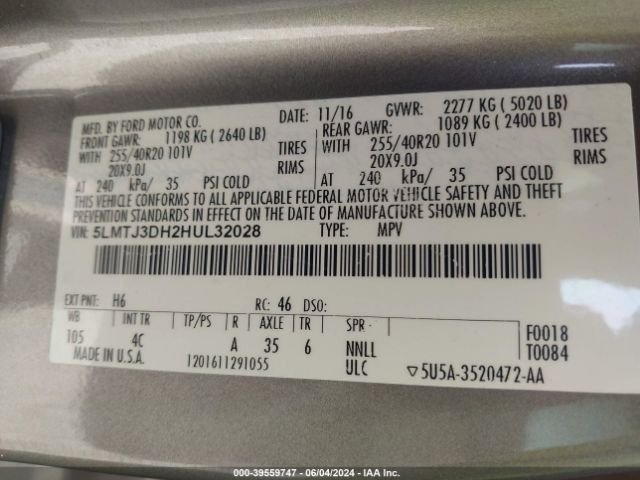 MFD. BY FORD MOTOR CO. DATE: 11/16 GVWR: 2277 KG ( 5020 LB)
FRONT GAWR: 1198 KG ( 2640 LB) REAR GAWR: 1089 KG ( 2400 LB)
WITH 255/40R20 101V TIRES WITH 255/40R20 101V TIRES
20X9.0J RIMS 20X9.0J RIMS
AT 240 kPa/ 35 PSI COLD AT 240 kPa/ 35 PSI COLD
THIS VEHICLE CONFORMS TO ALL APPLICABLE FEDERAL MOTOR VEHICLE SAFETY AND THEFT
PREVENTION STANDARDS IN EFFECT ON THE DATE OF MANUFACTURE SHOWN ABOVE.
VIN: 5LMTJ3DH2HUL32028 TYPE: MPV
EXT PNT: H6 RC: 46 DSO:
WB INT TR TP/PS R AXLE TR SPR F0018
105 4C A 35 6 NNLL T0084
MADE IN U.S.A. 1201611291055 ULC ▽5U5A-3520472-AA
000-39559747 - 06/04/2024 - IAA Inc.